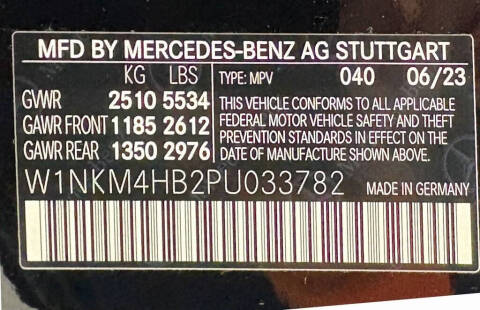 MFD BY MERCEDES-BENZ AG STUTTGART
KG LBS TYPE: MPV 040 06/23
GVWR 2510 5534
GAWR FRONT 1185 2612
GAWR REAR 1350 2976
THIS VEHICLE CONFORMS TO ALL APPLICABLE
FEDERAL MOTOR VEHICLE SAFETY AND THEFT
PREVENTION STANDARDS IN EFFECT ON THE
DATE OF MANUFACTURE SHOWN ABOVE.
W1NKM4HB2PU033782 MADE IN GERMANY